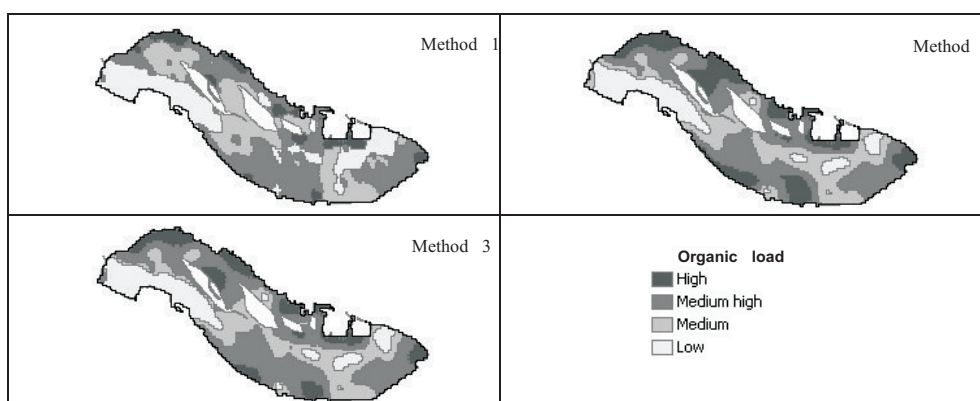 Method 1
Method
Method 3
Organic load
High
Medium high
Medium
Low